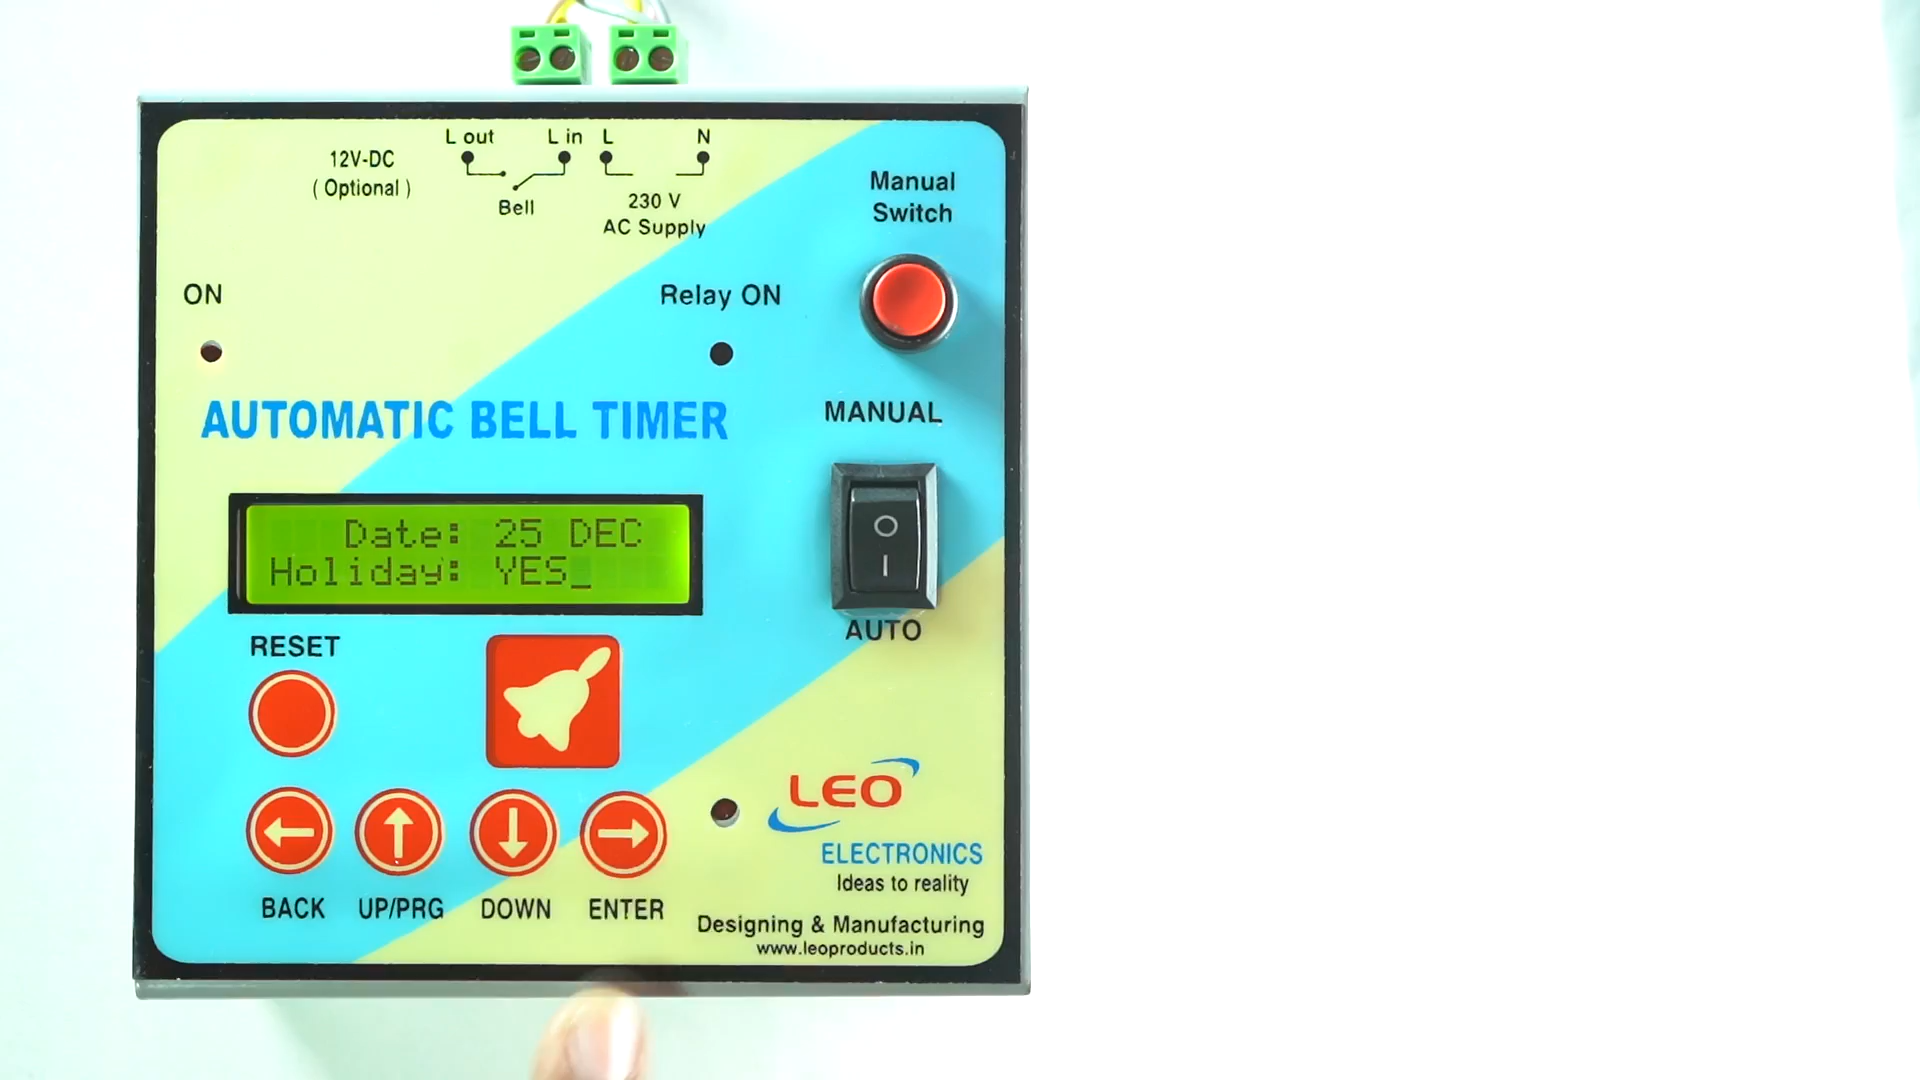 L out L in L N
12V-DC
( Optional )
Bell
230 V
AC Supply
Manual
Switch
ON
Relay ON
MANUAL
AUTOMATIC BELL TIMER
Date: 25 DEC
Holiday: YES_
O
I
AUTO
RESET
LEO
ELECTRONICS
Ideas to reality
BACK UP/PRG DOWN ENTER
Designing & Manufacturing
www.leoproducts.in